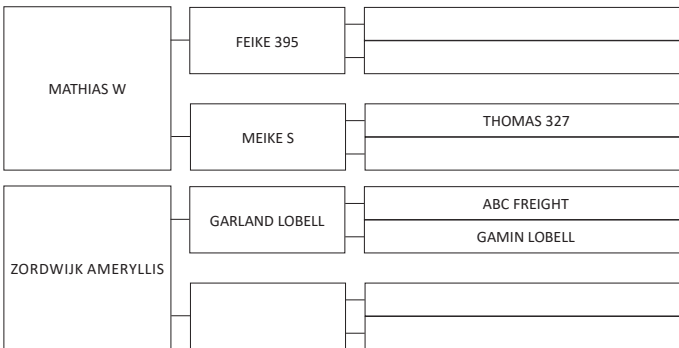 MATHIAS W
FEIKE 395
MEIKE S
THOMAS 327
ZORDWIJK AMERYLLIS
GARLAND LOBELL
ABC FREIGHT
GAMIN LOBELL